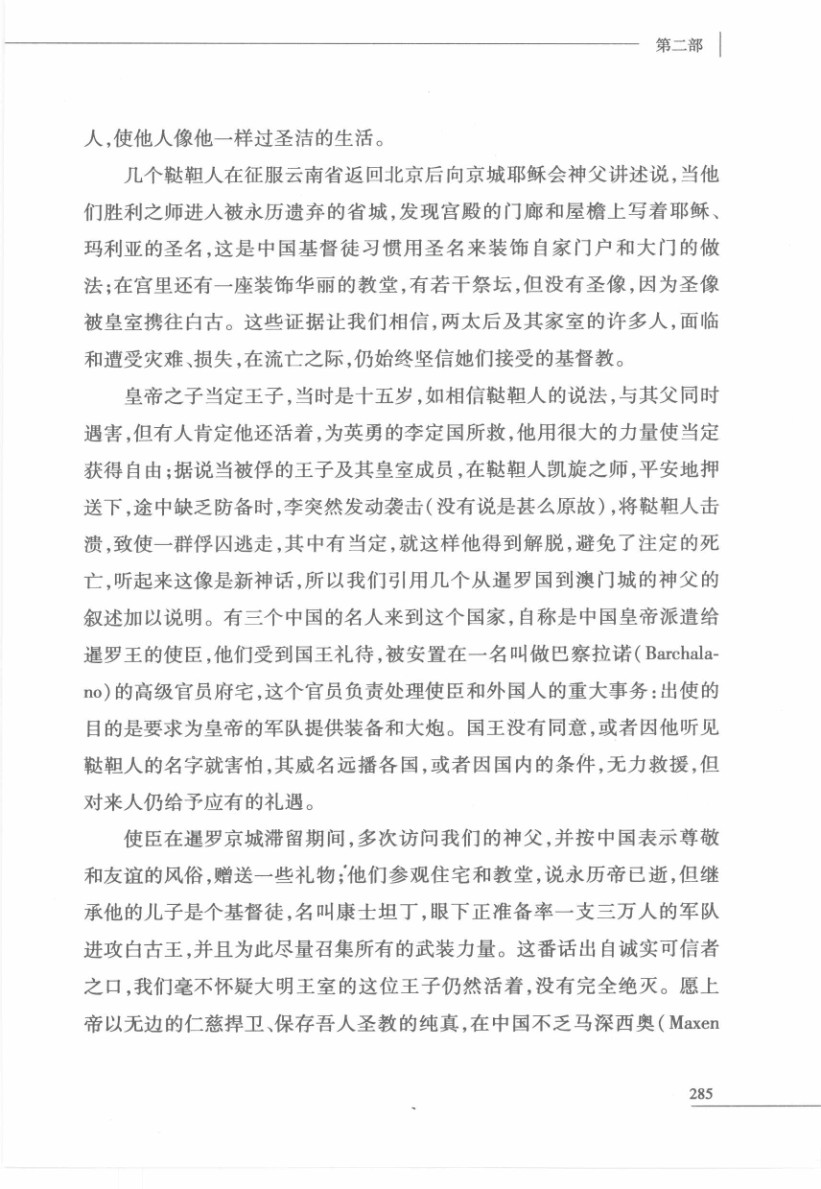 第二部
人,使他人像他一样过圣洁的生活。
几个鞑靼人在征服云南省返回北京后向京城耶稣会神父讲述说,当他
们胜利之师进入被永历遗弃的省城,发现宫殿的门廊和屋檐上写着耶稣、
玛利亚的圣名,这是中国基督徒习惯用圣名来装饰自家门户和大门的做
法;在宫里还有一座装饰华丽的教堂,有若干祭坛,但没有圣像,因为圣像
被皇室携往白古。这些证据让我们相信,两太后及其家室的许多人,面临
和遭受灾难、损失,在流亡之际,仍始终坚信她们接受的基督教。
皇帝之子当定王子,当时是十五岁,如相信鞑靼人的说法,与其父同时
遇害,但有人肯定他还活着,为英勇的李定国所救,他用很大的力量使当定
获得自由;据说当被俘的王子及其皇室成员,在鞑靼人凯旋之师,平安地押
送下,途中缺乏防备时,李突然发动袭击(没有说是甚么原故),将鞑靼人击
溃,致使一群俘囚逃走,其中有当定,就这样他得到解脱,避免了注定的死
亡,听起来这像是新神话,所以我们引用几个从暹罗国到澳门城的神父的
叙述加以说明。有三个中国的名人来到这个国家,自称是中国皇帝派遣给
暹罗王的使臣,他们受到国王礼待,被安置在一名叫做巴察拉诺(Barchala-
no)的高级官员府宅,这个官员负责处理使臣和外国人的重大事务:出使的
目的是要求为皇帝的军队提供装备和大炮。国王没有同意,或者因他听见
鞑靼人的名字就害怕,其威名远播各国,或者因国内的条件,无力救援,但
对来人仍给予应有的礼遇。
使臣在暹罗京城滞留期间,多次访问我们的神父,并按中国表示尊敬
和友谊的风俗,赠送一些礼物;他们参观住宅和教堂,说永历帝已逝,但继
承他的儿子是个基督徒,名叫康士坦丁,眼下正准备率一支三万人的军队
进攻白古王,并且为此尽量召集所有的武装力量。这番话出自诚实可信者
之口,我们毫不怀疑大明王室的这位王子仍然活着,没有完全绝灭。愿上
帝以无边的仁慈捍卫、保存吾人圣教的纯真,在中国不乏马深西奥(Maxen
285